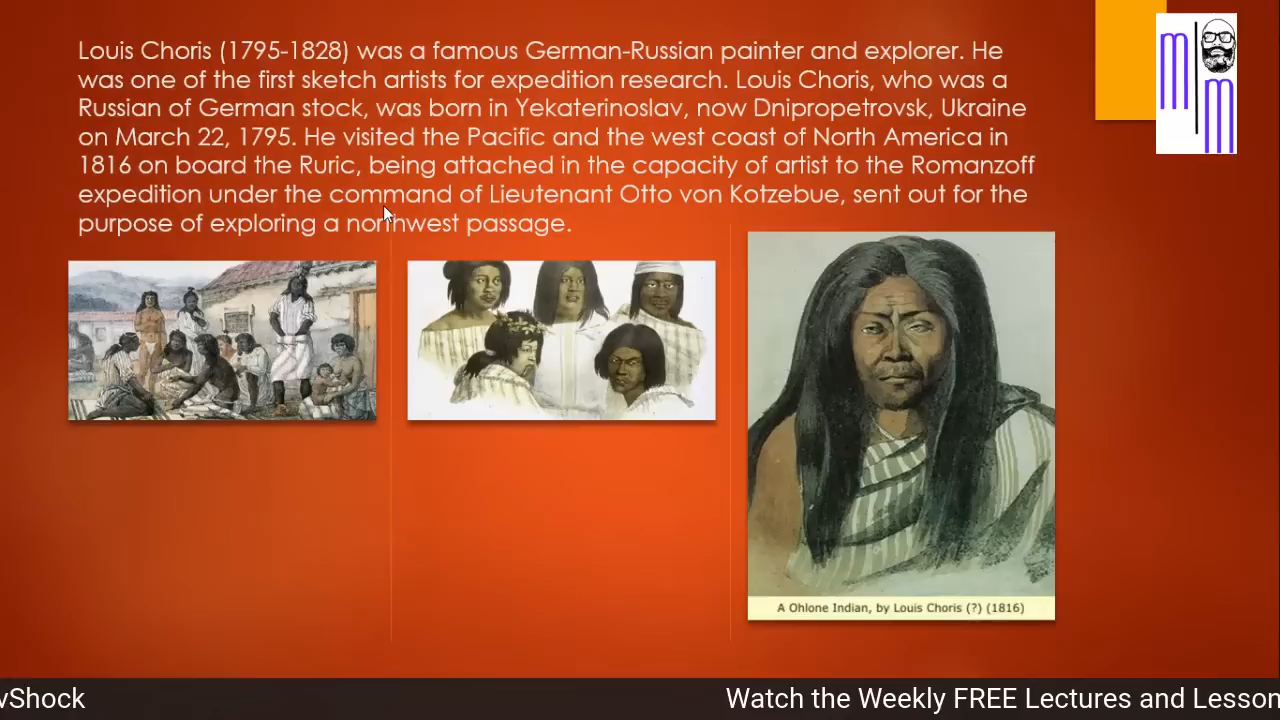 Louis Choris (1795-1828) was a famous German-Russian painter and explorer. He
was one of the first sketch artists for expedition research. Louis Choris, who was a
Russian of German stock, was born in Yekaterinoslav, now Dnipropetrovsk, Ukraine
on March 22, 1795. He visited the Pacific and the west coast of North America in
1816 on board the Ruric, being attached in the capacity of artist to the Romanzoff
expedition under the command of Lieutenant Otto von Kotzebue, sent out for the
purpose of exploring a northwest passage.
m
m
A Ohlone Indian, by Louis Choris (?) (1816)
vShock
Watch the Weekly FREE Lectures and Lesson